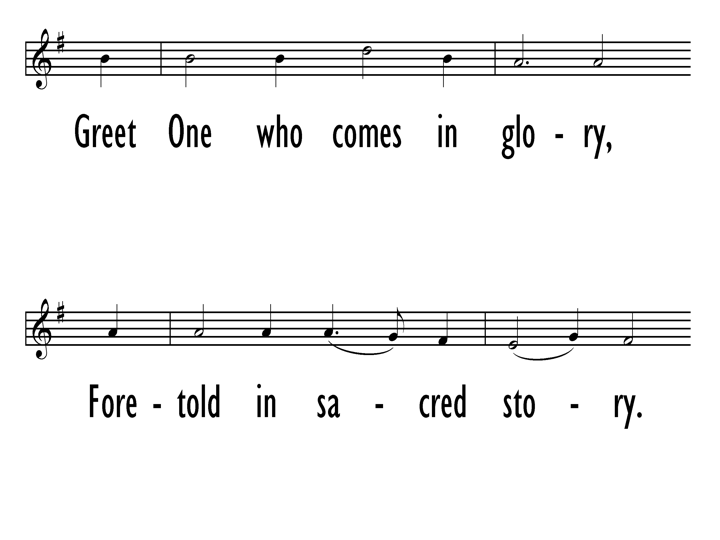 Greet One who comes in glo - ry,
Fore - told in sa - cred sto - ry.